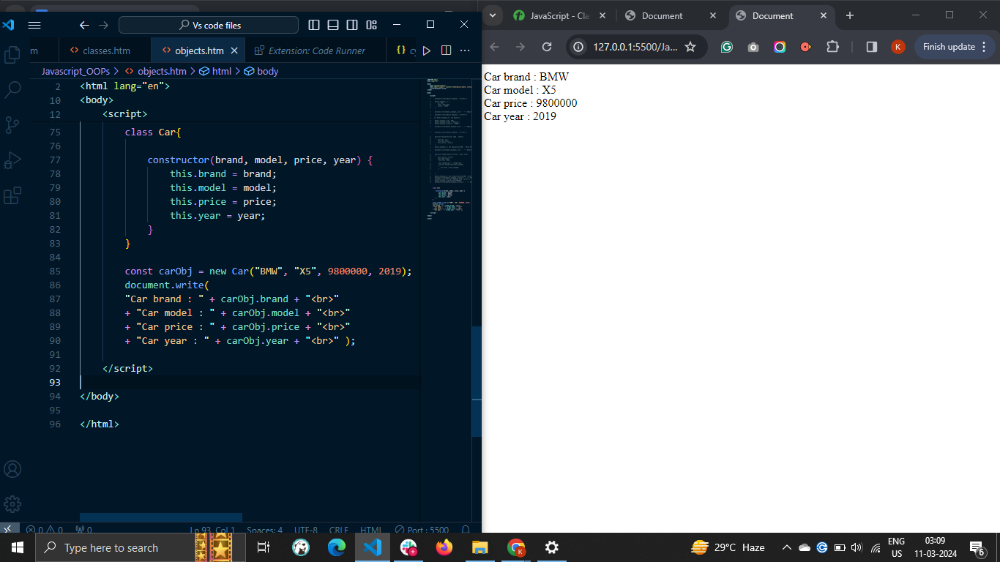 Vs code files
m
classes.htm
objects.htm
Extension: Code Runner
{} cy
Javascript_OOPs > objects.htm > html > body
2 <html lang="en">
10 <body>
12 <script>
75 class Car{
76
77 constructor(brand, model, price, year) {
78 this.brand = brand;
79 this.model = model;
80 this.price = price;
81 this.year = year;
82 }
83 }
84
85 const carObj = new Car("BMW", "X5", 9800000, 2019);
86 document.write(
87 "Car brand : " + carObj.brand + "<br>"
88 + "Car model : " + carObj.model + "<br>"
89 + "Car price : " + carObj.price + "<br>"
90 + "Car year : " + carObj.year + "<br>" );
91
92 </script>
93
94 </body>
95
96 </html>
0 0 0 Ln 93, Col 1 Spaces: 4 UTF-8 CRLF HTML Port : 5500
JavaScript - Cla
Document
Document
127.0.0.1:5500/Ja...
K
Finish update
Car brand : BMW
Car model : X5
Car price : 9800000
Car year : 2019
Type here to search
K
29°C Haze
ENG
US
03:09
11-03-2024
6